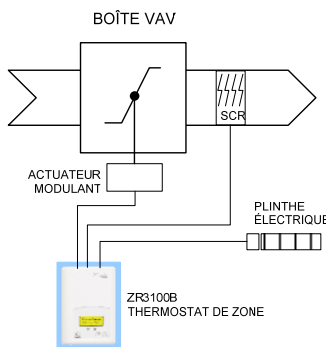 BOÎTE VAV
SCR
ACTUATEUR
MODULANT
PLINTHE
ÉLECTRIQUE
ZR3100B
THERMOSTAT DE ZONE